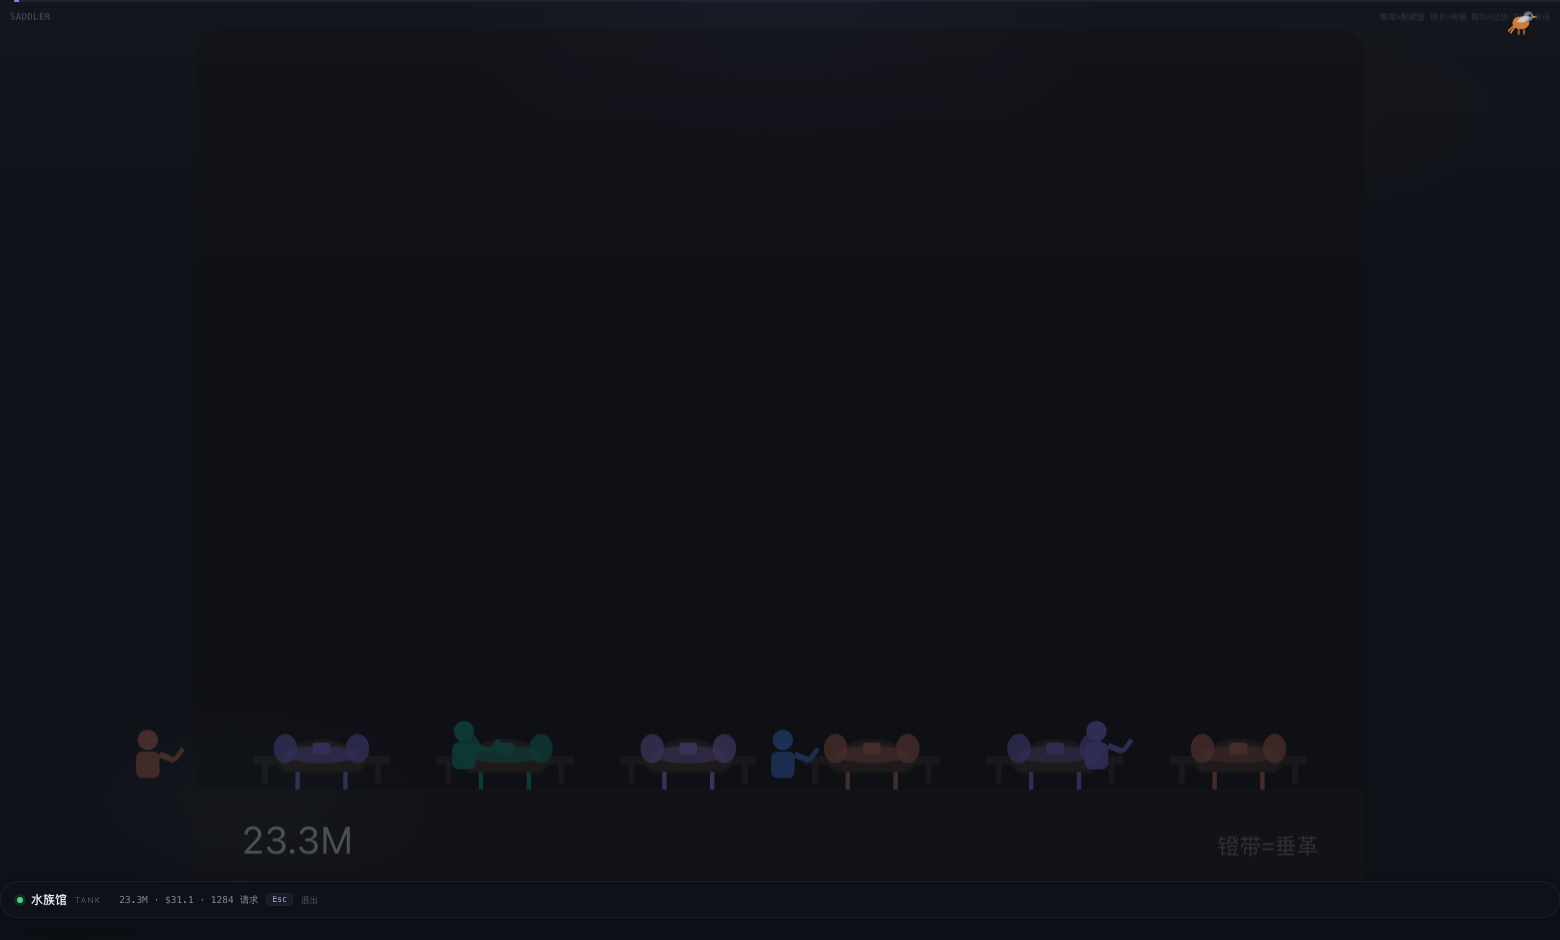 SADDLER
23.3M
镫带=垂革
水族馆 TANK 23.3M · $31.1 · 1284 请求 Esc 退出